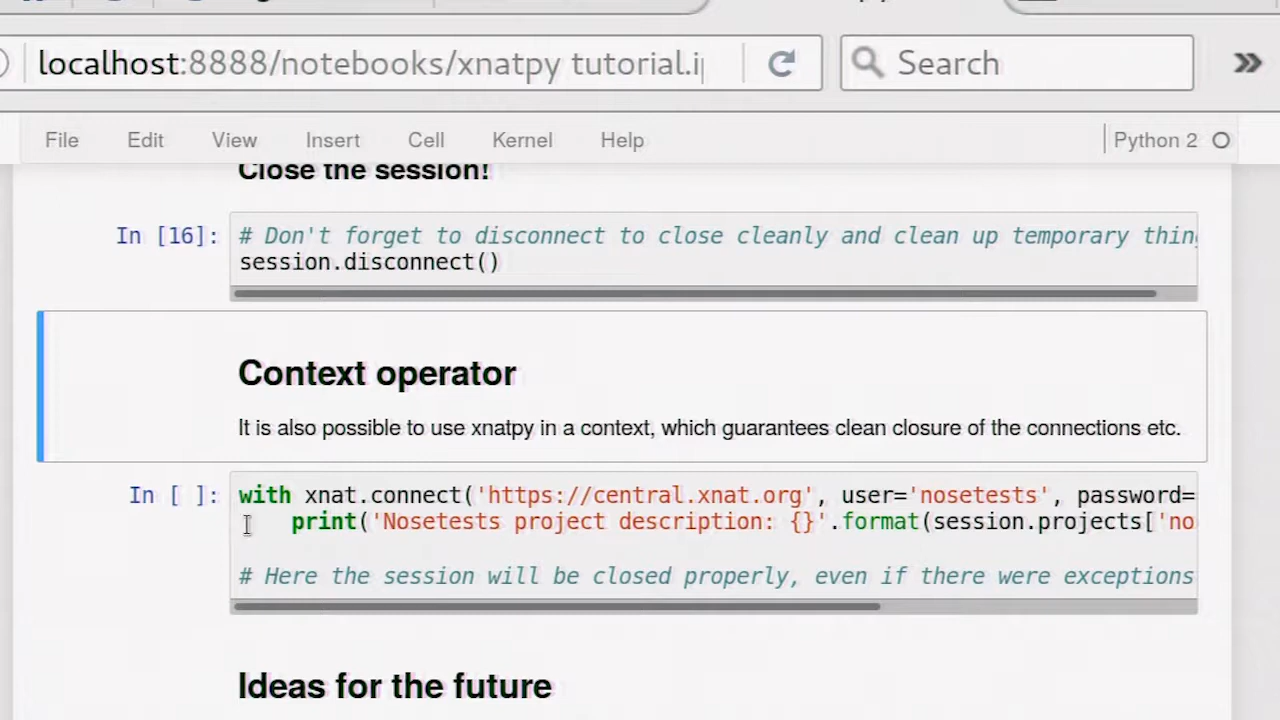 localhost:8888/notebooks/xnatpy tutorial.i
Search
File Edit View Insert Cell Kernel Help Python 2
Close the session!
In [16]: # Don't forget to disconnect to close cleanly and clean up temporary thin
session.disconnect()
Context operator
It is also possible to use xnatpy in a context, which guarantees clean closure of the connections etc.
In [ ]: with xnat.connect('https://central.xnat.org', user='nosetests', password=
print('Nosetests project description: {}'.format(session.projects['no
# Here the session will be closed properly, even if there were exceptions
Ideas for the future